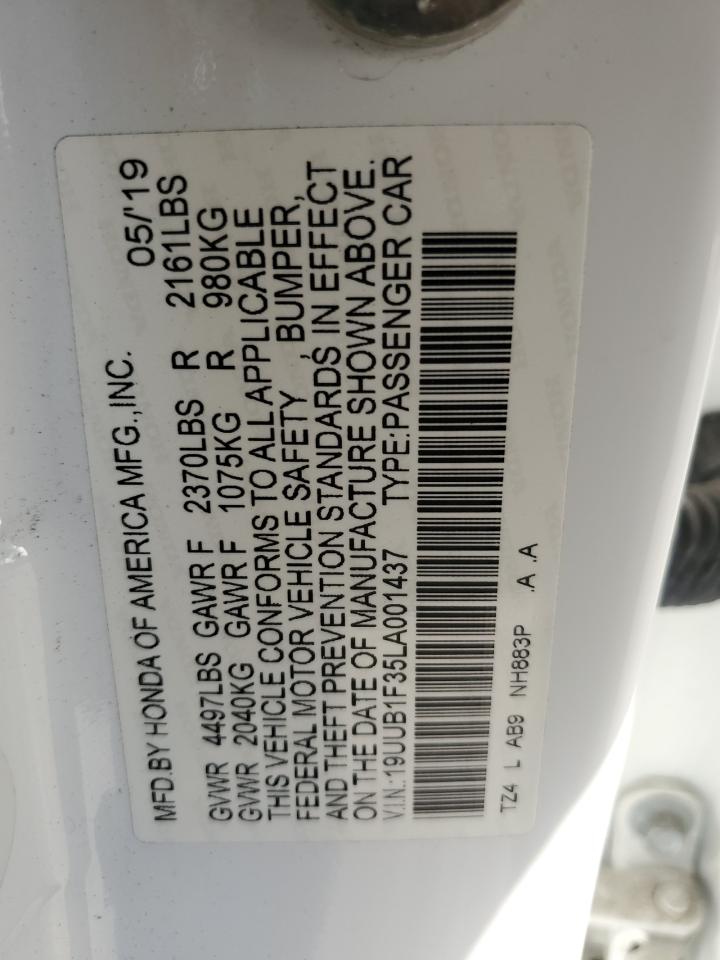 MFD.BY HONDA OF AMERICA MFG.,INC. 05/'19
GVWR 4497LBS GAWR F 2370LBS R 2161LBS
GVWR 2040KG GAWR F 1075KG R 980KG
THIS VEHICLE CONFORMS TO ALL APPLICABLE
FEDERAL MOTOR VEHICLE SAFETY, BUMPER,
AND THEFT PREVENTION STANDARDS IN EFFECT
ON THE DATE OF MANUFACTURE SHOWN ABOVE.
V.I.N.:19UUB1F35LA001437 TYPE:PASSENGER CAR
TZ4 L AB9 NH883P .A .A